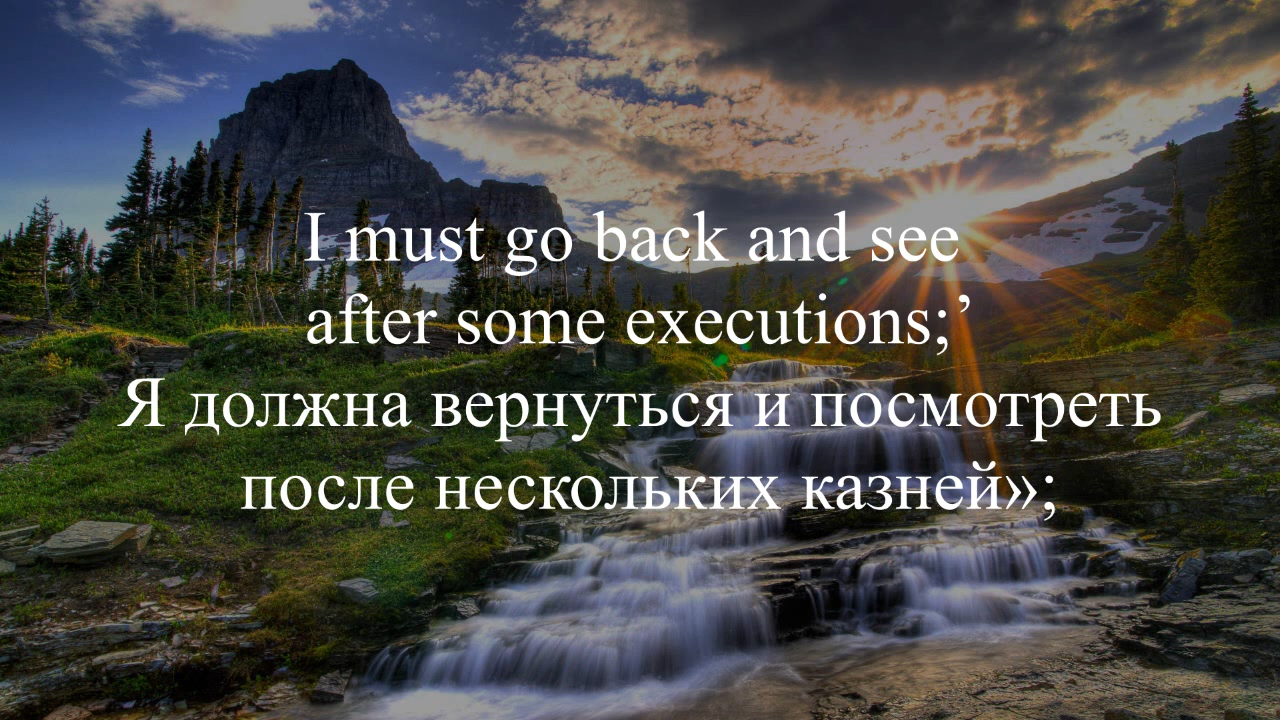 I must go back and see
after some executions;’
Я должна вернуться и посмотреть
после нескольких казней»;